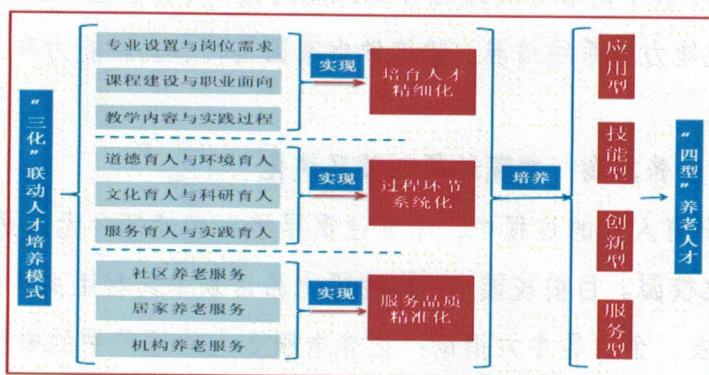 “三化”联动人才培养模式
专业设置与岗位需求
课程建设与职业面向
教学内容与实践过程
实现
培育人才
精细化
道德育人与环境育人
文化育人与科研育人
服务育人与实践育人
实现
过程环节
系统化
社区养老服务
居家养老服务
机构养老服务
实现
服务品质
精准化
培养
应用型
技能型
创新型
服务型
“四型”养老人才